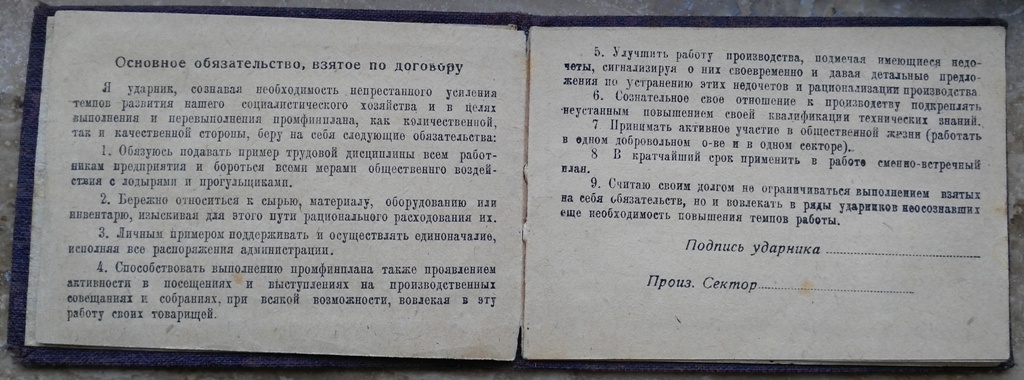 Основное обязательство, взятое по договору
Я ударник, сознавая необходимость непрестанного усиления
темпов развития нашего социалистического хозяйства и в целях
выполнения и перевыполнения промфинплана, как количественной,
так и качественной стороны, беру на себя следующие обязательства:
1. Обязуюсь подавать пример трудовой дисциплины всем работ-
никам предприятия и бороться всеми мерами общественнго воздей-
ствия с лодырями и прогульщиками.
2. Бережно относиться к сырью, материалу, оборудованию или
инвентарю, изыскивая для этого пути рационального расходования их.
3. Личным примером поддерживать и осуществлять единоначалие,
исполняя все распоряжения администрации.
4. Способствовать выполнению промфинплана также проявлением
активности в посещениях и выступлениях на производственных
совещаниях и собраниях, при всякой возможности, вовлекая в эту
работу своих товарищей.
5. Улучшить работу производства, подмечая имеющиеся недо-
четы, сигнализируя о них своевременно и давая детальные предло-
жения по устранению этих недочетов и рационализации производства
6. Сознательное свое отношение к производству подкреплять
неустанным повышением своей квалификации технических знаний.
7 Принимать активное участие в общественной жизни (работать
в одном добровольном о-ве и в одном секторе).
8 В кратчайший срок применить в работе сменно-встречный
план.
9. Считаю своим долгом не ограничиваться выполнением взятых
на себя обязательств, но и вовлекать в ряды ударников неосознавших
еще необходимость повышения темпов работы.
Подпись ударника
Произ. Сектор